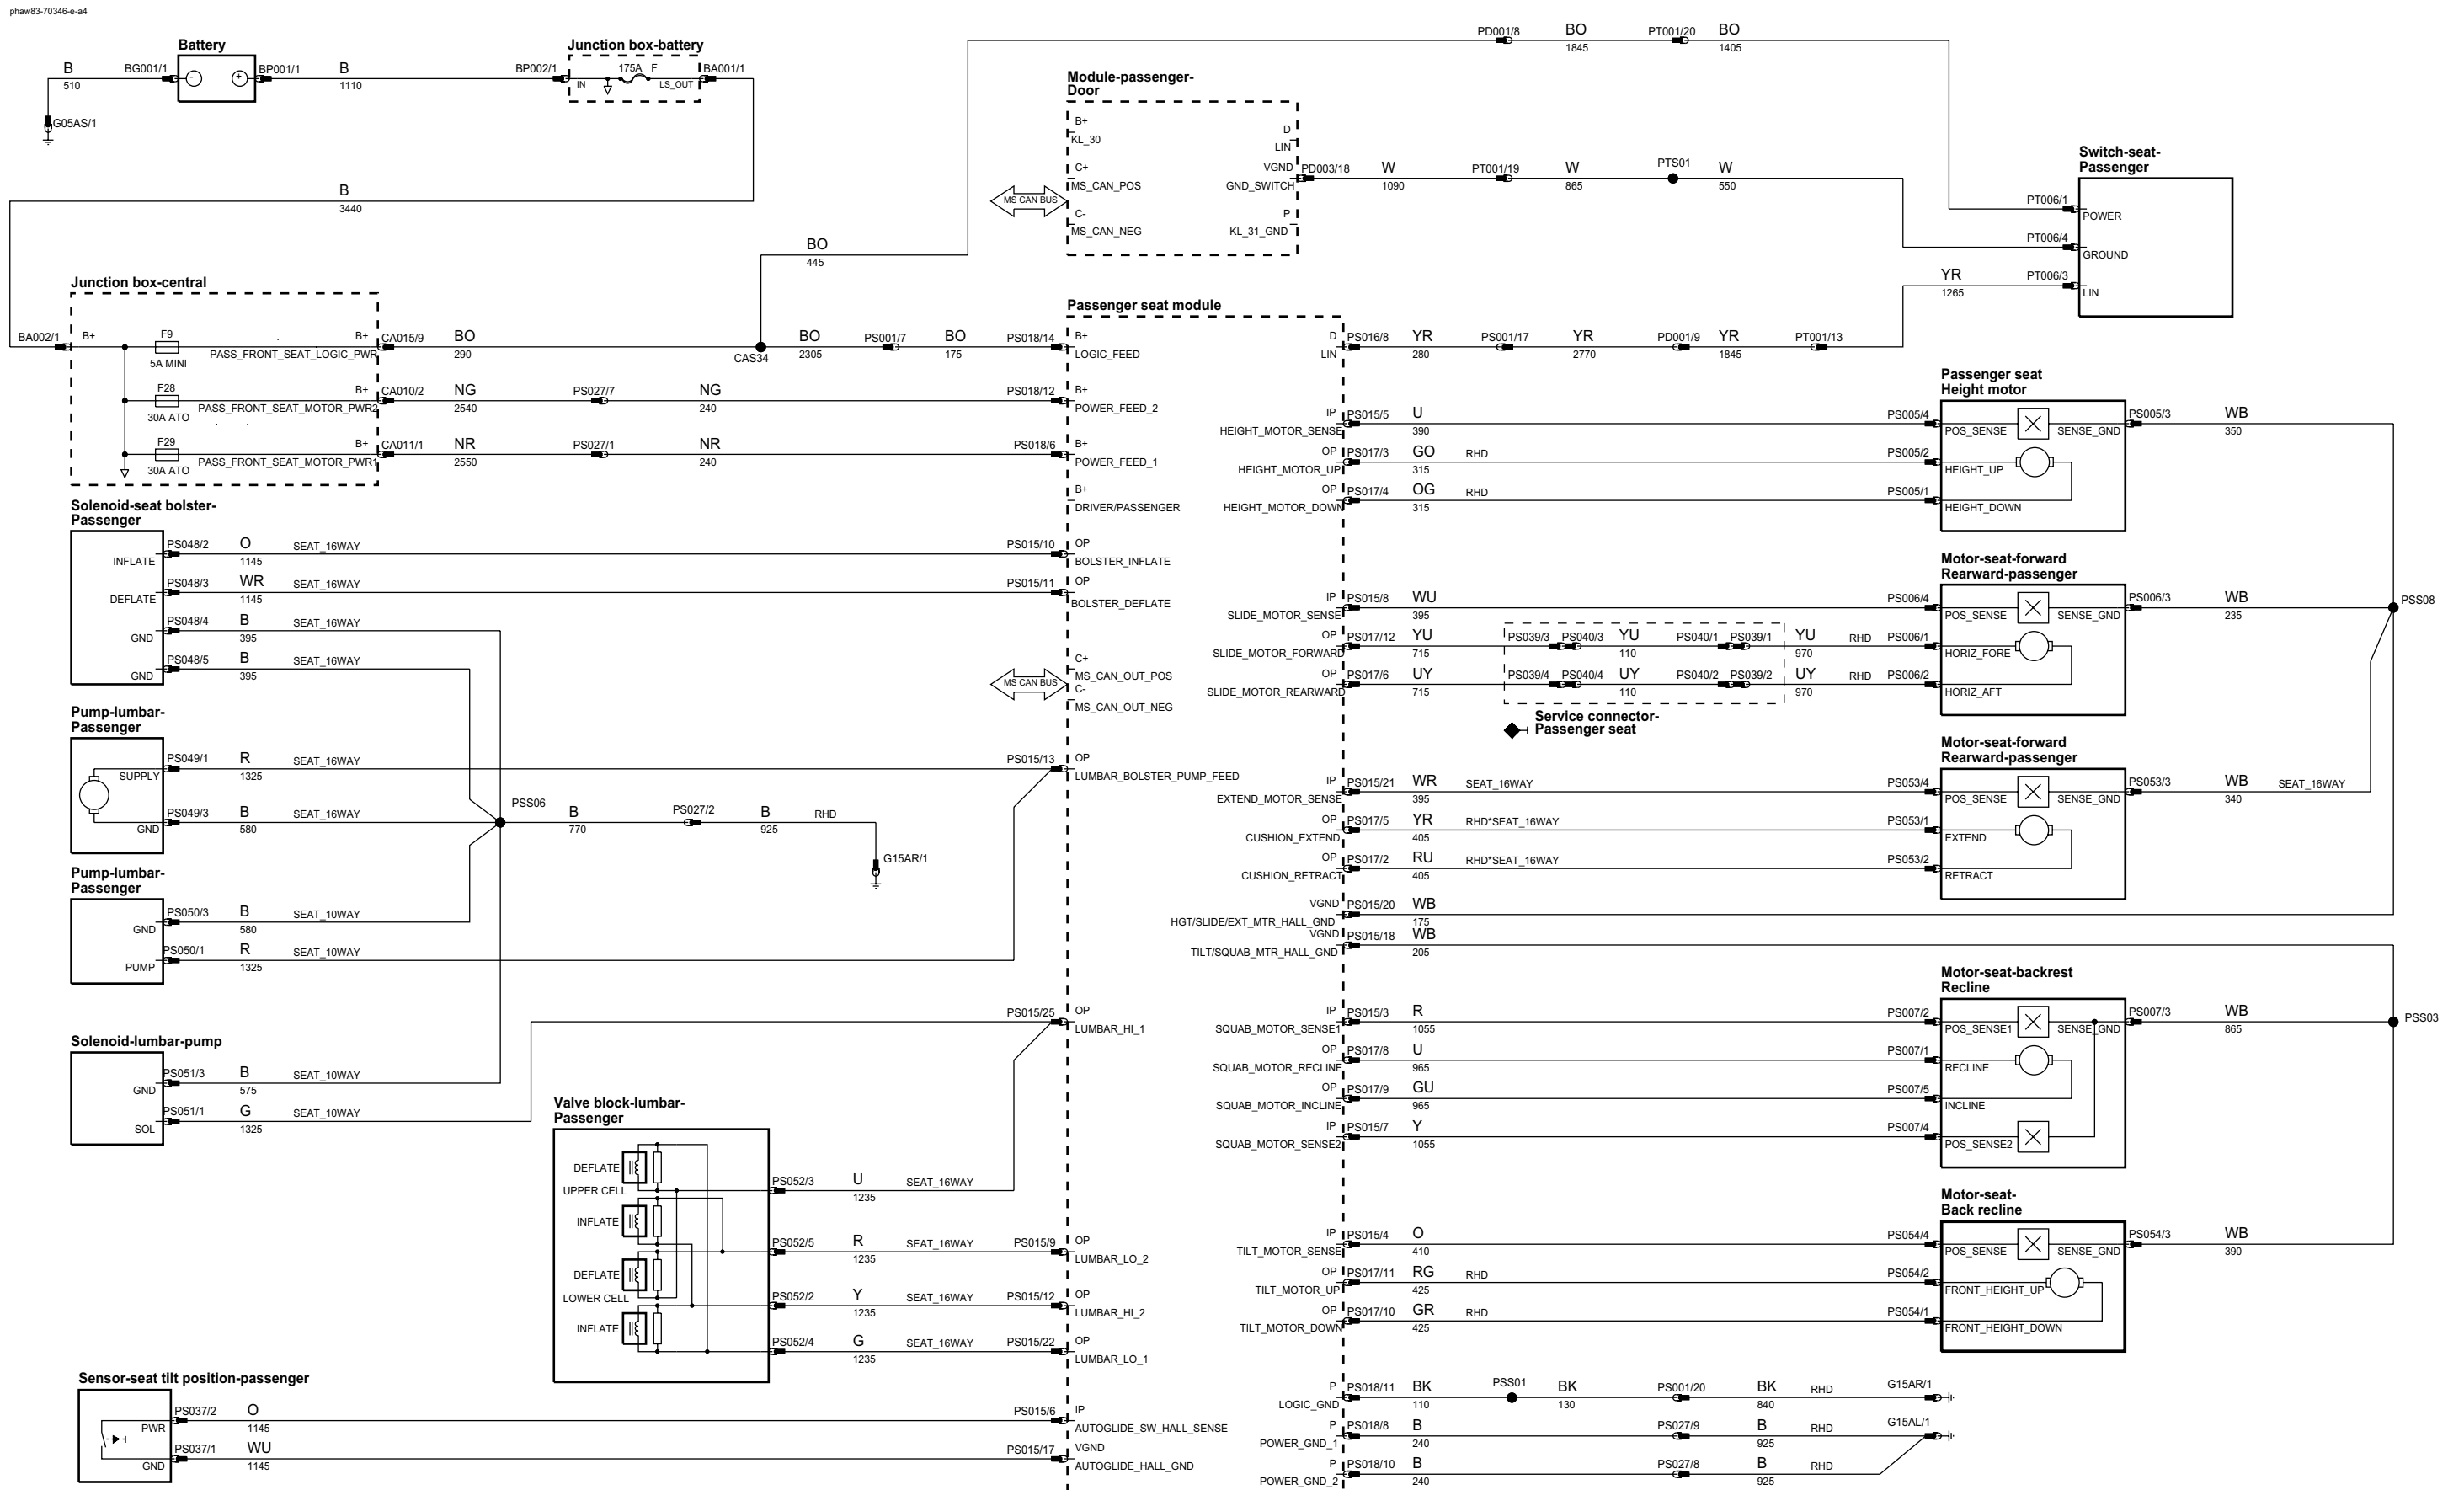 phaw83-70346-e-a4
Battery
B
510
BG001/1
-
+
BP001/1
B
1110
G05AS/1
Junction box-battery
BP002/1
IN
175A F
LS_OUT
BA001/1
B
3440
PD001/8
BO
1845
PT001/20
BO
1405
Module-passenger-
Door
B+
KL_30
C+
MS_CAN_POS
C-
MS_CAN_NEG
MS CAN BUS
D
LIN
VGND
GND_SWITCH
P
KL_31_GND
PD003/18
W
1090
PT001/19
W
865
PTS01
W
550
Switch-seat-
Passenger
PT006/1
POWER
PT006/4
GROUND
YR
1265
PT006/3
LIN
BO
445
Junction box-central
BA002/1
B+
F9
5A MINI
B+
PASS_FRONT_SEAT_LOGIC_PWR
CA015/9
BO
290
CAS34
BO
2305
PS001/7
BO
175
PS018/14
F28
30A ATO
B+
PASS_FRONT_SEAT_MOTOR_PWR2
CA010/2
NG
2540
PS027/7
NG
240
PS018/12
F29
30A ATO
B+
PASS_FRONT_SEAT_MOTOR_PWR1
CA011/1
NR
2550
PS027/1
NR
240
PS018/6
Passenger seat module
B+
LOGIC_FEED
B+
POWER_FEED_2
B+
POWER_FEED_1
B+
DRIVER/PASSENGER
D
LIN
PS016/8
YR
280
PS001/17
YR
2770
PD001/9
YR
1845
PT001/13
Passenger seat
Height motor
IP
HEIGHT_MOTOR_SENSE
PS015/5
U
390
PS005/4
POS_SENSE
SENSE_GND
PS005/3
WB
350
OP
HEIGHT_MOTOR_UP
PS017/3
GO
315
RHD
PS005/2
HEIGHT_UP
OP
HEIGHT_MOTOR_DOWN
PS017/4
OG
315
RHD
PS005/1
HEIGHT_DOWN
Solenoid-seat bolster-
Passenger
INFLATE
PS048/2
O
1145
SEAT_16WAY
PS015/10
OP
BOLSTER_INFLATE
DEFLATE
PS048/3
WR
1145
SEAT_16WAY
PS015/11
OP
BOLSTER_DEFLATE
GND
PS048/4
B
395
SEAT_16WAY
GND
PS048/5
B
395
SEAT_16WAY
MS CAN BUS
C+
MS_CAN_OUT_POS
C-
MS_CAN_OUT_NEG
Motor-seat-forward
Rearward-passenger
IP
SLIDE_MOTOR_SENSE
PS015/8
WU
395
PS006/4
POS_SENSE
SENSE_GND
PS006/3
WB
235
PSS08
OP
SLIDE_MOTOR_FORWARD
PS017/12
YU
715
PS039/3
PS040/3
YU
110
PS040/1
PS039/1
YU
970
RHD
PS006/1
HORIZ_FORE
OP
SLIDE_MOTOR_REARWARD
PS017/6
UY
715
PS039/4
PS040/4
UY
110
PS040/2
PS039/2
UY
970
RHD
PS006/2
HORIZ_AFT
Service connector-
Passenger seat
Pump-lumbar-
Passenger
SUPPLY
PS049/1
R
1325
SEAT_16WAY
PS015/13
OP
LUMBAR_BOLSTER_PUMP_FEED
GND
PS049/3
B
580
SEAT_16WAY
PSS06
B
770
PS027/2
B
925
RHD
G15AR/1
Motor-seat-forward
Rearward-passenger
IP
EXTEND_MOTOR_SENSE
PS015/21
WR
395
SEAT_16WAY
PS053/4
POS_SENSE
SENSE_GND
PS053/3
WB
340
SEAT_16WAY
OP
CUSHION_EXTEND
PS017/5
YR
405
RHD*SEAT_16WAY
PS053/1
EXTEND
OP
CUSHION_RETRACT
PS017/2
RU
405
RHD*SEAT_16WAY
PS053/2
RETRACT
Pump-lumbar-
Passenger
GND
PS050/3
B
580
SEAT_10WAY
PUMP
PS050/1
R
1325
SEAT_10WAY
VGND
HGT/SLIDE/EXT_MTR_HALL_GND
PS015/20
WB
175
VGND
TILT/SQUAB_MTR_HALL_GND
PS015/18
WB
205
Motor-seat-backrest
Recline
PS015/25
OP
LUMBAR_HI_1
IP
SQUAB_MOTOR_SENSE1
PS015/3
R
1055
PS007/2
POS_SENSE1
SENSE_GND
PS007/3
WB
865
PSS03
OP
SQUAB_MOTOR_RECLINE
PS017/8
U
965
PS007/1
RECLINE
OP
SQUAB_MOTOR_INCLINE
PS017/9
GU
965
PS007/5
INCLINE
IP
SQUAB_MOTOR_SENSE2
PS015/7
Y
1055
PS007/4
POS_SENSE2
Solenoid-lumbar-pump
GND
PS051/3
B
575
SEAT_10WAY
SOL
PS051/1
G
1325
SEAT_10WAY
Valve block-lumbar-
Passenger
DEFLATE
UPPER CELL
INFLATE
DEFLATE
LOWER CELL
INFLATE
PS052/3
U
1235
SEAT_16WAY
PS052/5
R
1235
SEAT_16WAY
PS015/9
OP
LUMBAR_LO_2
PS052/2
Y
1235
SEAT_16WAY
PS015/12
OP
LUMBAR_HI_2
PS052/4
G
1235
SEAT_16WAY
PS015/22
OP
LUMBAR_LO_1
Motor-seat-
Back recline
IP
TILT_MOTOR_SENSE
PS015/4
O
410
PS054/4
POS_SENSE
SENSE_GND
PS054/3
WB
390
OP
TILT_MOTOR_UP
PS017/11
RG
425
RHD
PS054/2
FRONT_HEIGHT_UP
OP
TILT_MOTOR_DOWN
PS017/10
GR
425
RHD
PS054/1
FRONT_HEIGHT_DOWN
Sensor-seat tilt position-passenger
PWR
PS037/2
O
1145
PS015/6
IP
AUTOGLIDE_SW_HALL_SENSE
GND
PS037/1
WU
1145
PS015/17
VGND
AUTOGLIDE_HALL_GND
P
LOGIC_GND
PS018/11
BK
110
PSS01
BK
130
PS001/20
BK
840
RHD
G15AR/1
P
POWER_GND_1
PS018/8
B
240
PS027/9
B
925
RHD
G15AL/1
P
POWER_GND_2
PS018/10
B
240
PS027/8
B
925
RHD